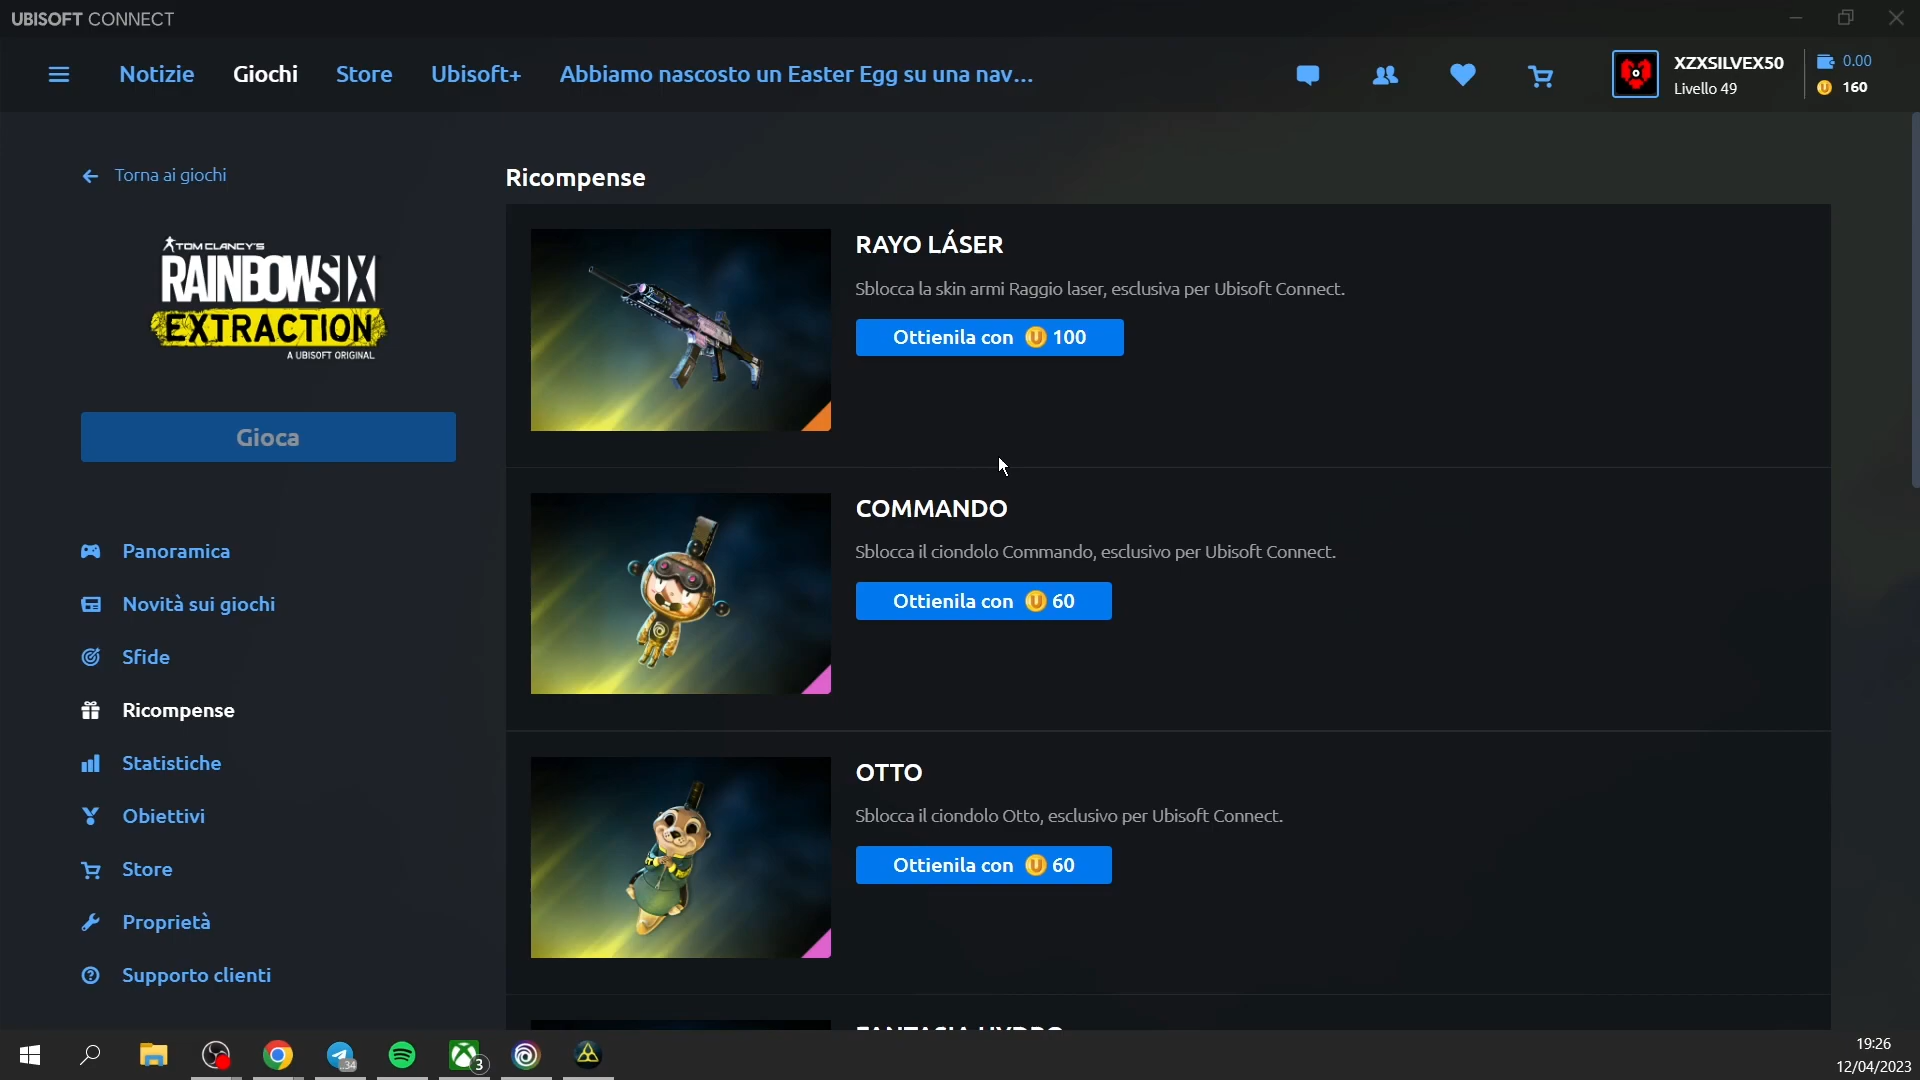 UBISOFT CONNECT
Notizie
Giochi
Store
Ubisoft+
Abbiamo nascosto un Easter Egg su una nav...
XZXSILVEX50
Livello 49
0.00
160
Torna ai giochi
TOM CLANCY'S
RAINBOWSIX
EXTRACTION
A UBISOFT ORIGINAL
Gioca
Panoramica
Novità sui giochi
Sfide
Ricompense
Statistiche
Obiettivi
Store
Proprietà
Supporto clienti
Ricompense
RAYO LÁSER
Sblocca la skin armi Raggio laser, esclusiva per Ubisoft Connect.
Ottienila con 100
COMMANDO
Sblocca il ciondolo Commando, esclusivo per Ubisoft Connect.
Ottienila con 60
OTTO
Sblocca il ciondolo Otto, esclusivo per Ubisoft Connect.
Ottienila con 60
34
3
19:26
12/04/2023